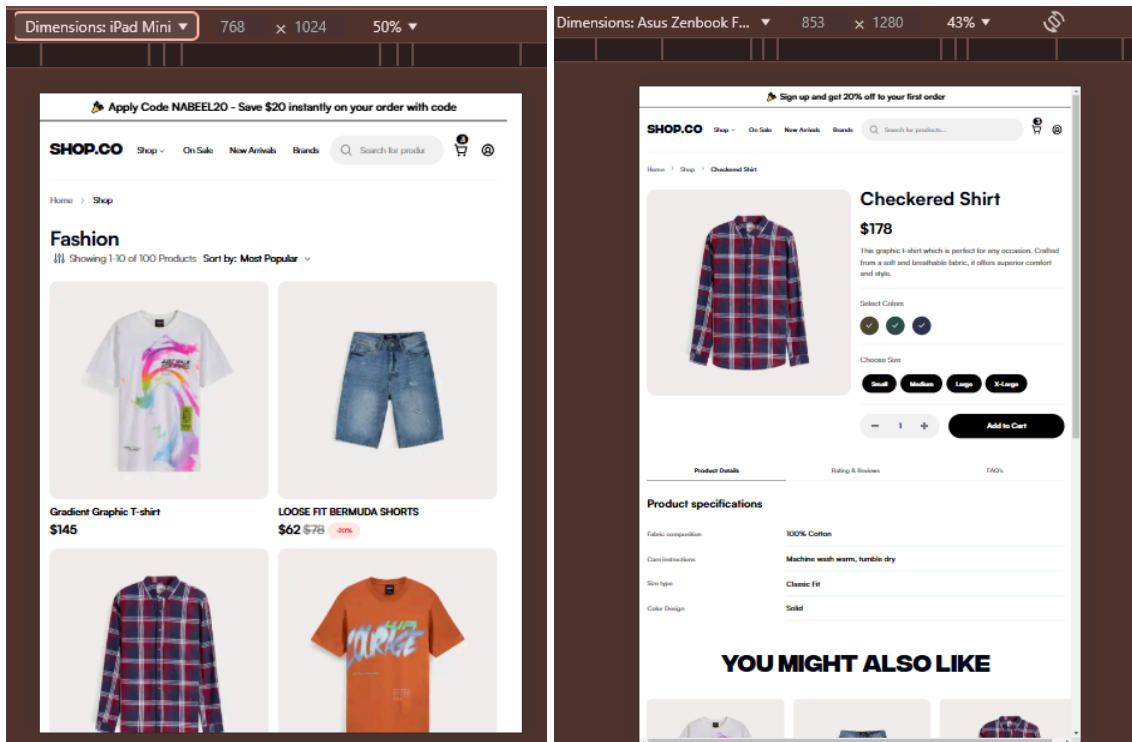 Dimensions: iPad Mini ▼ 768 × 1024 50% ▼
🎉 Apply Code NABEEL20 - Save $20 instantly on your order with code
SHOP.CO Shop On Sale New Arrivals Brands Search for produc
Home > Shop
Fashion
Showing 1-10 of 100 Products Sort by: Most Popular
Gradient Graphic T-shirt
$145
LOOSE FIT BERMUDA SHORTS
$62 $78 -20%
COURAGE
Dimensions: Asus Zenbook F... ▼ 853 × 1280 43% ▼
🎉 Sign up and get 20% off to your first order
SHOP.CO Shop On Sale New Arrivals Brands Search for products... 3
Home > Shop > Checkered Shirt
Checkered Shirt
$178
This graphic t-shirt which is perfect for any occasion. Crafted
from a soft and breathable fabric, it offers superior comfort
and style.
Select Colors
Choose Size
Small Medium Large X-Large
− 1 + Add to Cart
Product Details Rating & Reviews FAQ's
Product specifications
Fabric composition 100% Cotton
Care instructions Machine wash warm, tumble dry
Size type Classic Fit
Color Design Solid
YOU MIGHT ALSO LIKE